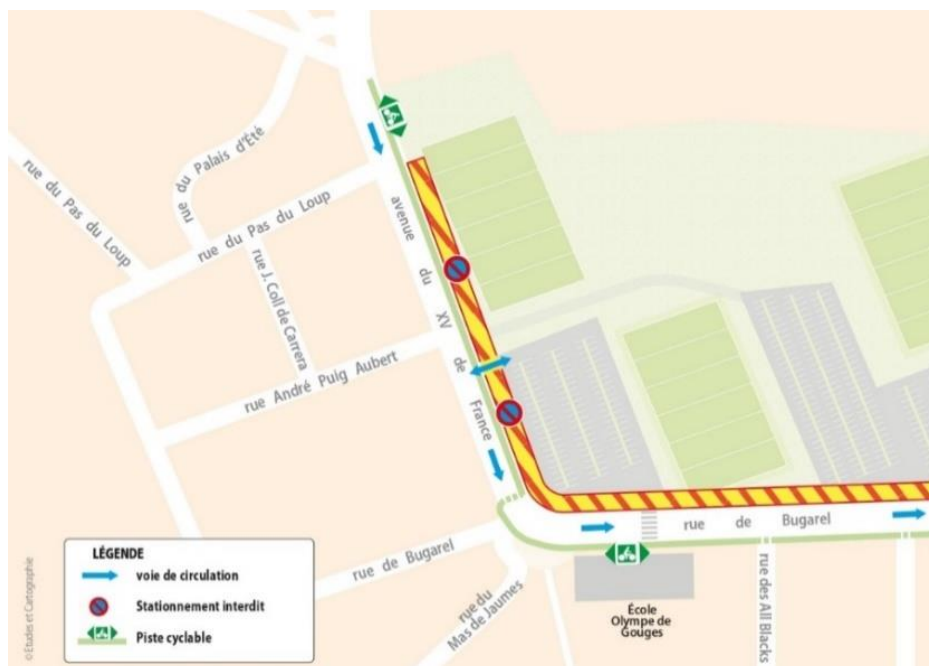 rue du Palais d'Été
rue du Pas du Loup
rue du Pas du Loup
rue J. Coll de Carrera
rue André Puig Aubert
avenue du XV de France
rue de Bugarel
rue de Bugarel
rue du
Mas de Jaumes
rue des All Blacks
École
Olympe de
Gouges
LÉGENDE
voie de circulation
Stationnement interdit
Piste cyclable
©Etudes et Cartographie